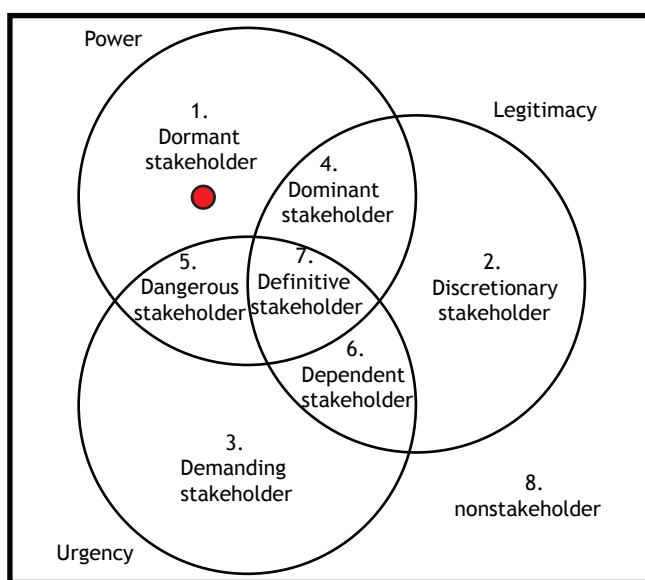 Power
Legitimacy
1.
Dormant
stakeholder
4.
Dominant
stakeholder
5.
Dangerous
stakeholder
7.
Definitive
stakeholder
2.
Discretionary
stakeholder
6.
Dependent
stakeholder
3.
Demanding
stakeholder
8.
nonstakeholder
Urgency